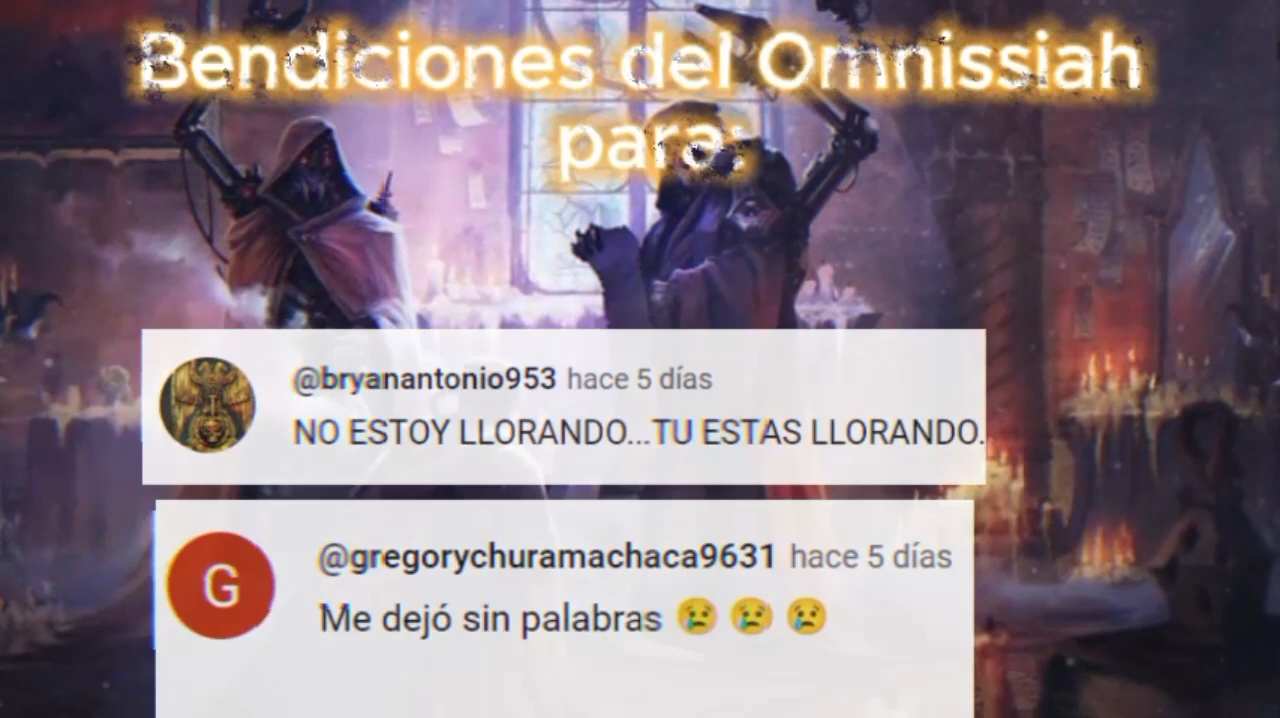 Bendiciones del Omnissiah
para:
@bryanantonio953 hace 5 días
NO ESTOY LLORANDO...TU ESTAS LLORANDO.
G
@gregorychuramachaca9631 hace 5 días
Me dejó sin palabras 😢 😢 😢